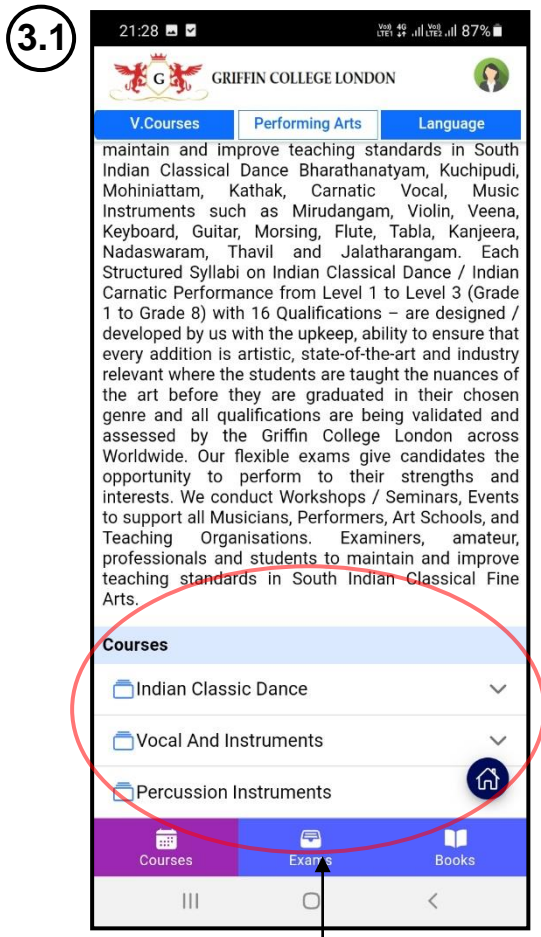 3.1
21:28
Vo)) 4G LTE1 Vo)) LTE2 87%
G
GRIFFIN COLLEGE LONDON
V.Courses Performing Arts Language
maintain and improve teaching standards in South
Indian Classical Dance Bharathanatyam, Kuchipudi,
Mohiniattam, Kathak, Carnatic Vocal, Music
Instruments such as Mirudangam, Violin, Veena,
Keyboard, Guitar, Morsing, Flute, Tabla, Kanjeera,
Nadaswaram, Thavil and Jalatharangam. Each
Structured Syllabi on Indian Classical Dance / Indian
Carnatic Performance from Level 1 to Level 3 (Grade
1 to Grade 8) with 16 Qualifications – are designed /
developed by us with the upkeep, ability to ensure that
every addition is artistic, state-of-the-art and industry
relevant where the students are taught the nuances of
the art before they are graduated in their chosen
genre and all qualifications are being validated and
assessed by the Griffin College London across
Worldwide. Our flexible exams give candidates the
opportunity to perform to their strengths and
interests. We conduct Workshops / Seminars, Events
to support all Musicians, Performers, Art Schools, and
Teaching Organisations. Examiners, amateur,
professionals and students to maintain and improve
teaching standards in South Indian Classical Fine
Arts.
Courses
Indian Classic Dance
Vocal And Instruments
Percussion Instruments
Courses Exams Books